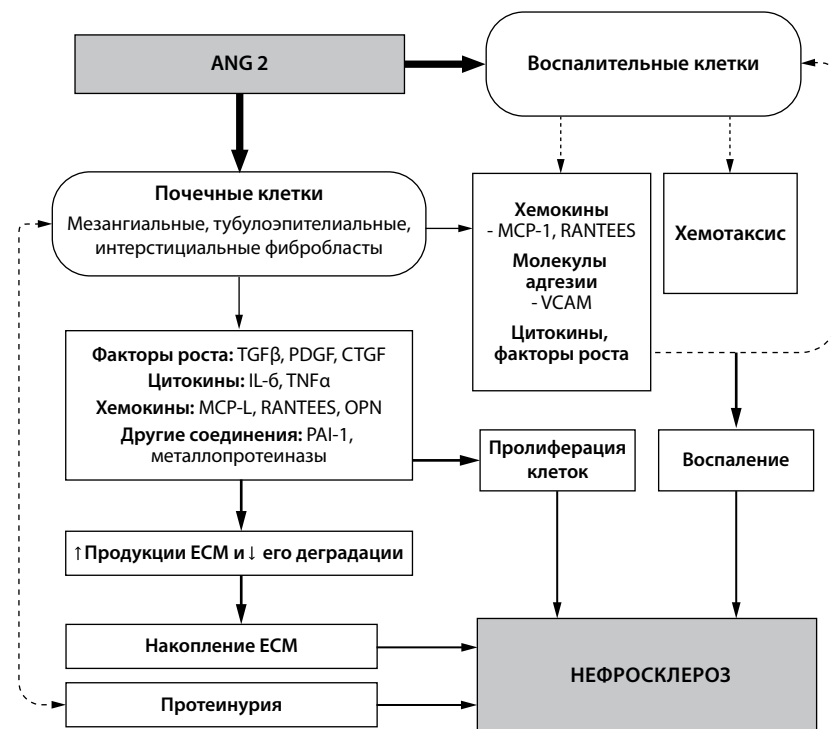 ANG 2
Воспалительные клетки
Почечные клетки
Мезангиальные, тубулоэпителиальные,
интерстициальные фибробласты
Хемокины
- MCP-1, RANTEES
Молекулы
адгезии
- VCAM
Цитокины,
факторы роста
Хемотаксис
Факторы роста: TGFβ, PDGF, CTGF
Цитокины: IL-6, TNFα
Хемокины: MCP-L, RANTEES, OPN
Другие соединения: PAI-1,
металлопротеиназы
Пролиферация
клеток
Воспаление
↑Продукции ECM и ↓ его деградации
Накопление ECM
НЕФРОСКЛЕРОЗ
Протеинурия